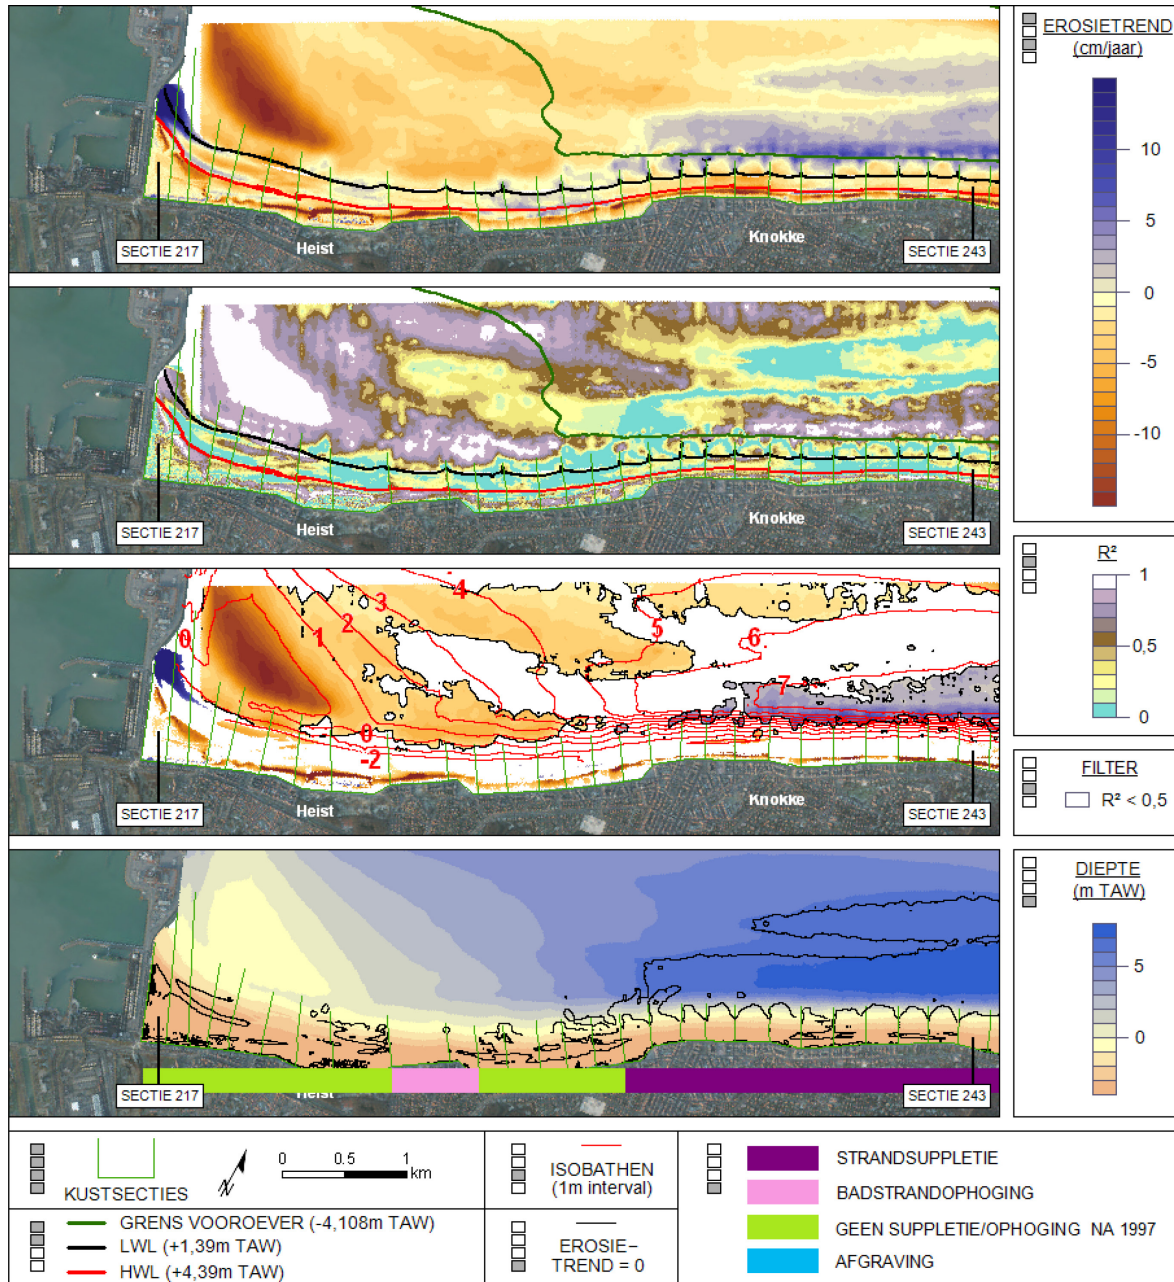 SECTIE 217
Heist
Knokke
SECTIE 243
EROSIETREND
(cm/jaar)
10
5
0
-5
-10
SECTIE 217
Heist
Knokke
SECTIE 243
R²
1
0,5
0
0
1
2
3
4
5
6
7
0
-2
SECTIE 217
Heist
Knokke
SECTIE 243
FILTER
R² < 0,5
DIEPTE
(m TAW)
5
0
SECTIE 217
Heist
SECTIE 243
KUSTSECTIES
N
0 0.5 1
km
ISOBATHEN
(1m interval)
GRENS VOOROEVER (-4,108m TAW)
LWL (+1,39m TAW)
HWL (+4,39m TAW)
EROSIE-
TREND = 0
STRANDSUPPLETIE
BADSTRANDOPHOGING
GEEN SUPPLETIE/OPHOGING NA 1997
AFGRAVING